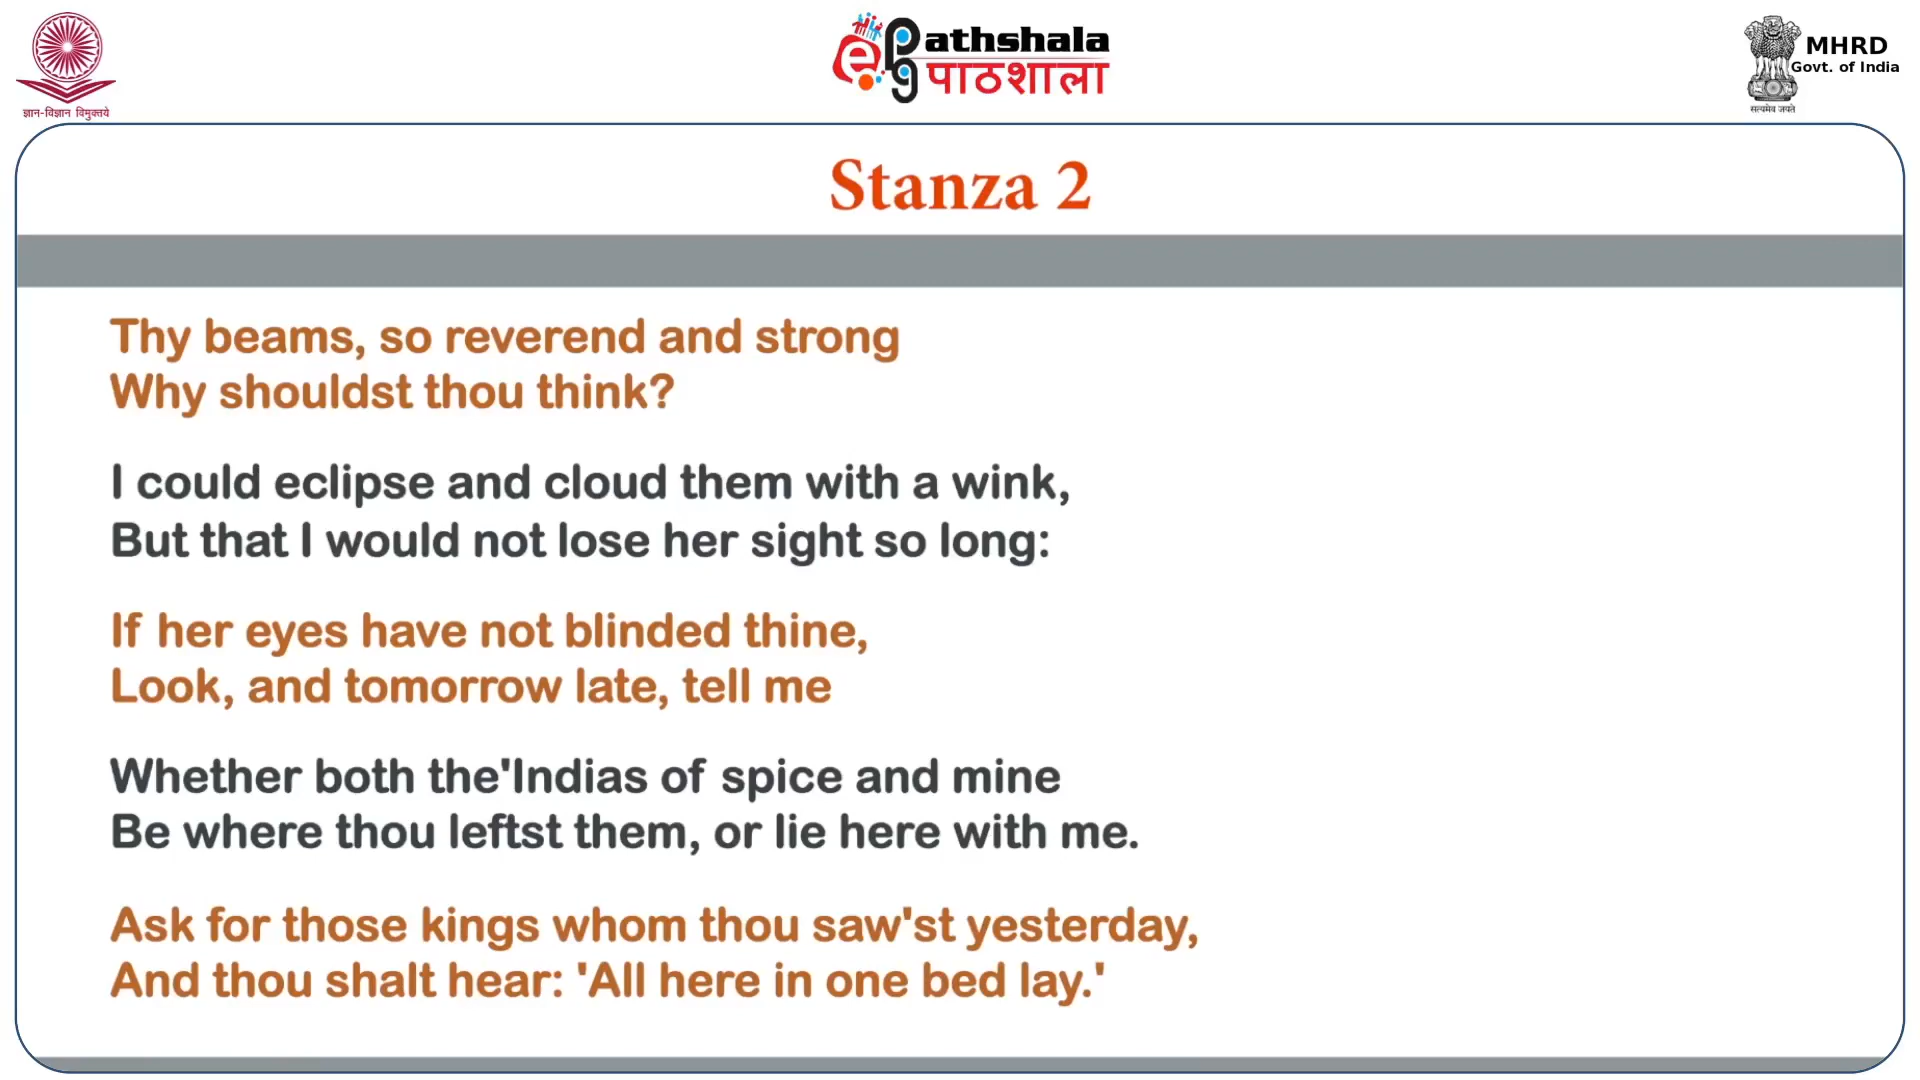 ज्ञान-विज्ञान विमुक्तये
ePathshala
पाठशाला
MHRD
Govt. of India
सत्यमेव जयते
Stanza 2
Thy beams, so reverend and strong
Why shouldst thou think?
I could eclipse and cloud them with a wink,
But that I would not lose her sight so long:
If her eyes have not blinded thine,
Look, and tomorrow late, tell me
Whether both the'Indias of spice and mine
Be where thou leftst them, or lie here with me.
Ask for those kings whom thou saw'st yesterday,
And thou shalt hear: 'All here in one bed lay.'